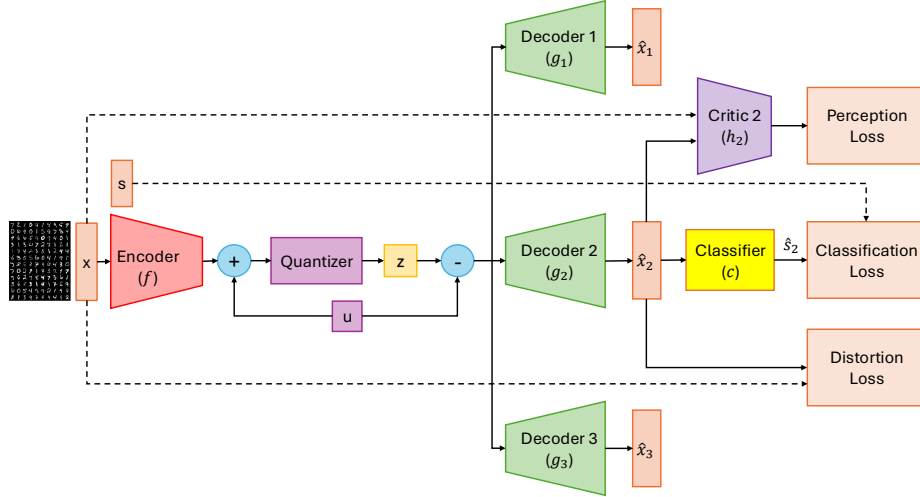 Decoder 1
(g₁)
x̂₁
Critic 2
(h₂)
Perception
Loss
s
x
Encoder
(f)
+
Quantizer
z
-
u
Decoder 2
(g₂)
x̂₂
Classifier
(c)
ŝ₂
Classification
Loss
Distortion
Loss
Decoder 3
(g₃)
x̂₃